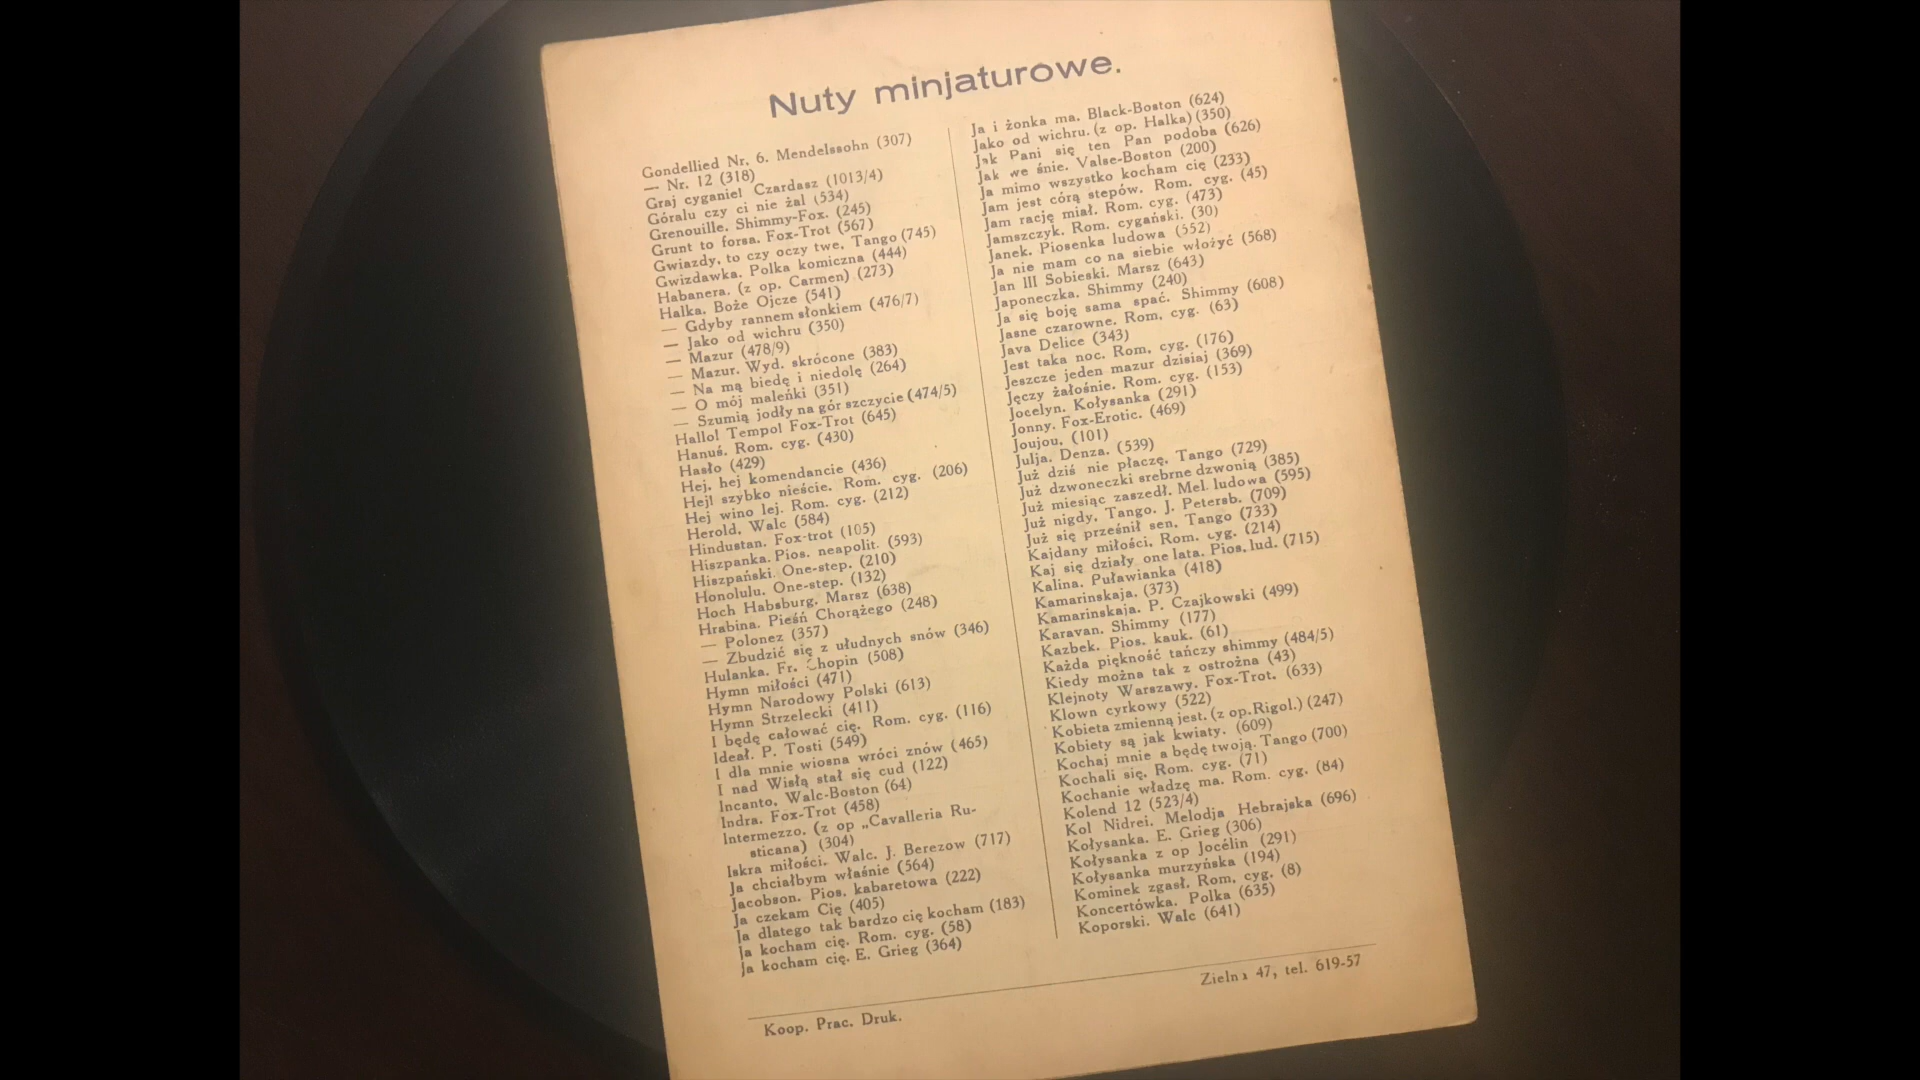 Nuty minjaturowe.
Gondellied Nr. 6. Mendelssohn (307)
— Nr. 12 (318)
Graj cyganie! Czardasz (1013/4)
Góralu czy ci nie żal (534)
Grenouille. Shimmy-Fox. (245)
Grunt to forsa. Fox-Trot (567)
Gwiazdy, to czy oczy twe. Tango (745)
Gwizdawka. Polka komiczna (444)
Habanera. (z op. Carmen) (273)
Halka. Boże Ojcze (541)
— Gdyby rannem słonkiem (476/7)
— Jako od wichru (350)
— Mazur (478/9)
— Mazur. Wyd. skrócone (383)
— Na mą biedę i niedolę (264)
— O mój maleńki (351)
— Szumią jodły na gór szczycie (474/5)
Hallo! Tempo! Fox-Trot (645)
Hanuś. Rom. cyg. (430)
Hasło (429)
Hej, hej komendancie (436)
Hej! szybko nieście. Rom. cyg. (206)
Hej wino lej. Rom. cyg. (212)
Herold. Walc (584)
Hindustan. Fox-trot (105)
Hiszpanka. Pios. neapolit. (593)
Hiszpański. One-step. (210)
Honolulu. One-step. (132)
Hoch Habsburg. Marsz (638)
Hrabina. Pieśń Chorążego (248)
— Polonez (357)
— Zbudzić się z ułudnych snów (346)
Hulanka. Fr. Chopin (508)
Hymn miłości (471)
Hymn Narodowy Polski (613)
Hymn Strzelecki (411)
I będę całować cię. Rom. cyg. (116)
Ideał. P. Tosti (549)
I dla mnie wiosna wróci znów (465)
I nad Wisłą stał się cud (122)
Incanto. Walc-Boston (64)
Indra. Fox-Trot (458)
Intermezzo. (z op „Cavalleria Ru-
sticana) (304)
Iskra miłości. Walc. J. Berezow (717)
Ja chciałbym właśnie (564)
Jacobson. Pios. kabaretowa (222)
Ja czekam Cię (405)
Ja dlatego tak bardzo cię kocham (183)
Ja kocham cię. Rom. cyg. (58)
Ja kocham cię. E. Grieg (364)
Ja i żonka ma. Black-Boston (624)
Jako od wichru. (z op. Halka) (350)
Jak Pani się ten Pan podoba (626)
Jak we śnie. Valse-Boston (200)
Ja mimo wszystko kocham cię (233)
Jam jest córą stepów. Rom. cyg. (45)
Jam rację miał. Rom. cyg. (473)
Jamszczyk. Rom. cygański. (30)
Janek. Piosenka ludowa (552)
Ja nie mam co na siebie włożyć (568)
Jan III Sobieski. Marsz (643)
Japoneczka. Shimmy (240)
Ja się boję sama spać. Shimmy (608)
Jasne czarowne. Rom. cyg. (63)
Java Delice (343)
Jest taka noc. Rom. cyg. (176)
Jeszcze jeden mazur dzisiaj (369)
Jęczy żałośnie. Rom. cyg. (153)
Jocelyn. Kołysanka (291)
Jonny. Fox-Erotic. (469)
Joujou. (101)
Julja. Denza. (539)
Już dziś nie płaczę. Tango (729)
Już dzwoneczki srebrne dzwonią (385)
Już miesiąc zaszedł. Mel. ludowa (595)
Już nigdy. Tango. J. Petersb. (709)
Już się prześnił sen. Tango (733)
Kajdany miłości. Rom. cyg. (214)
Kaj się działy one lata. Pios. lud. (715)
Kalina. Puławianka (418)
Kamarinskaja. (373)
Kamarinskaja. P. Czajkowski (499)
Karavan. Shimmy (177)
Kazbek. Pios. kauk. (61)
Każda piękność tańczy shimmy (484/5)
Kiedy można tak z ostrożna (43)
Klejnoty Warszawy. Fox-Trot. (633)
Klown cyrkowy (522)
Kobieta zmienną jest. (z op. Rigol.) (247)
Kobiety są jak kwiaty. (609)
Kochaj mnie a będę twoją. Tango (700)
Kochali się. Rom. cyg. (71)
Kochanie władzę ma. Rom. cyg. (84)
Kolend 12 (523/4)
Kol Nidrei. Melodja Hebrajska (696)
Kołysanka. E. Grieg (306)
Kołysanka z op Jocélin (291)
Kołysanka murzyńska (194)
Kominek zgasł. Rom. cyg. (8)
Koncertówka. Polka (635)
Koporski. Walc (641)
Koop. Prac. Druk.
Zielna 47, tel. 619-57